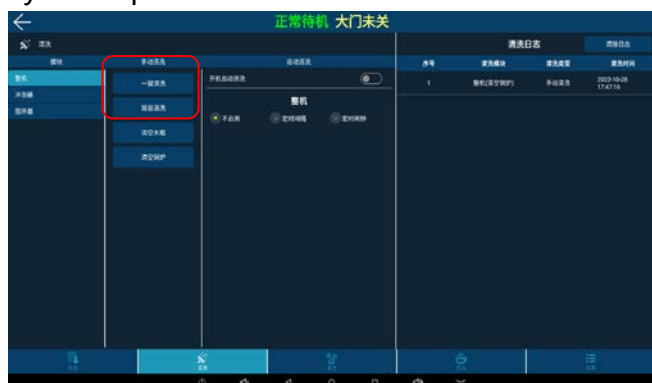 正常待机 大门未关
清洗
清洗日志
清除日志
模块
手动清洗
自动清洗
序号
清洗模块
清洗类型
清洗时间
整机
一键清洗
开机自动清洗
1
整机(清空锅炉)
手动清洗
2022-10-28
17:47:16
冲泡器
搅拌器
深层清洗
整机
不启用
定时间隔
定时闹钟
清空水箱
清空锅炉
清洗